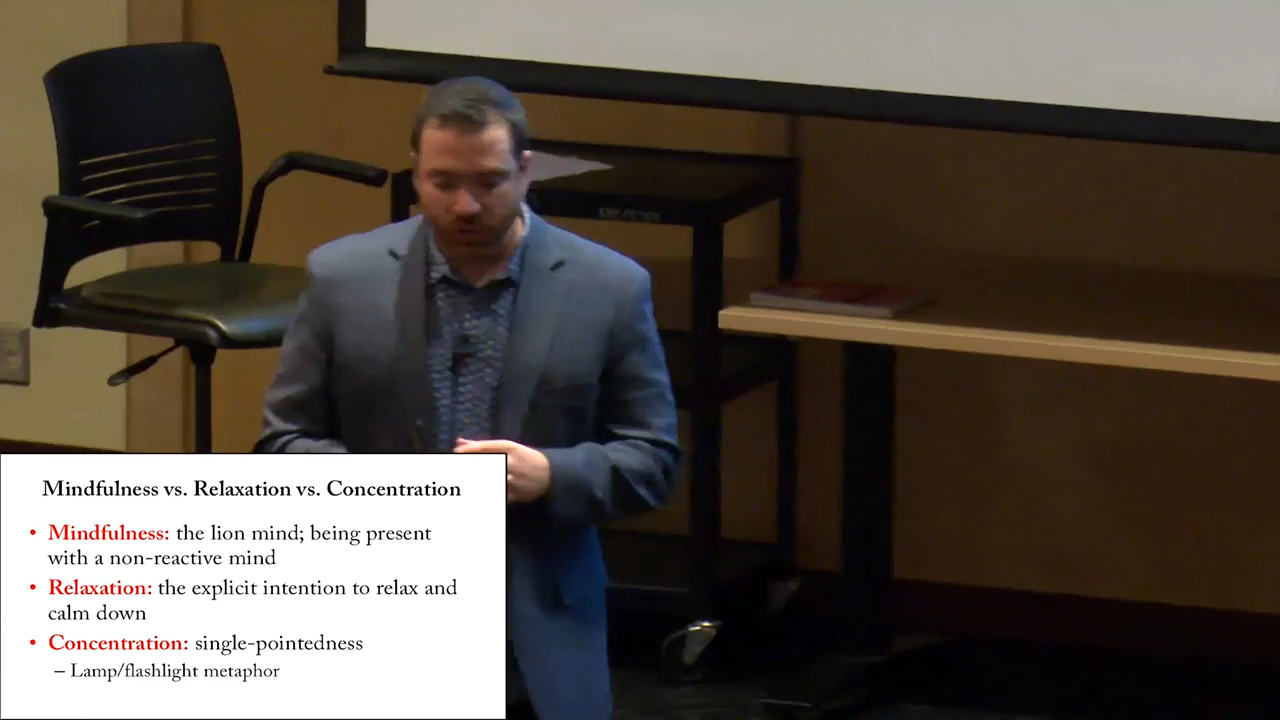 Mindfulness vs. Relaxation vs. Concentration
• Mindfulness: the lion mind; being present
with a non-reactive mind
• Relaxation: the explicit intention to relax and
calm down
• Concentration: single-pointedness
– Lamp/flashlight metaphor